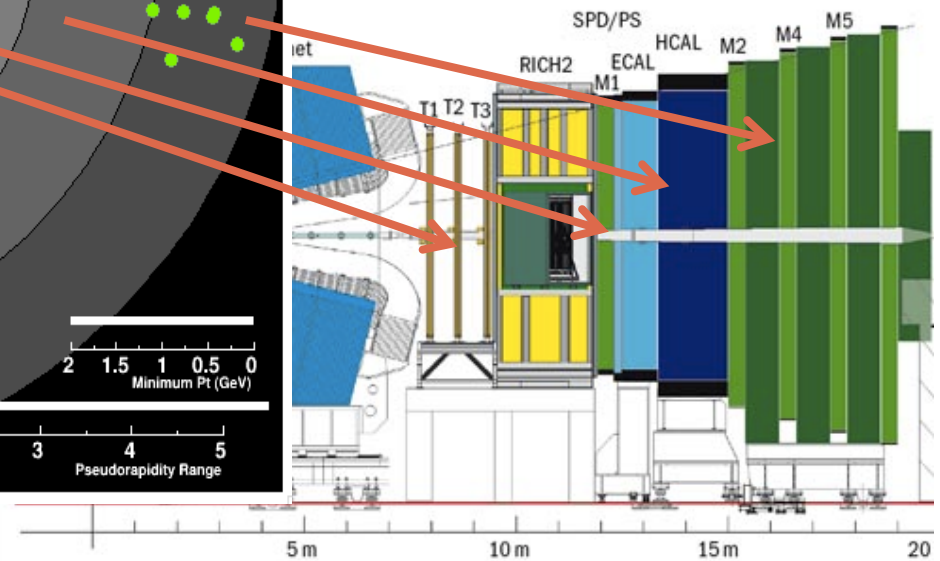 SPD/PS
et
HCAL
M5
M4
M2
ECAL
RICH2
M1
T1
T2
T3
2 1.5 1 0.5 0
Minimum Pt (GeV)
3 4 5
Pseudorapidity Range
5 m
10 m
15 m
20